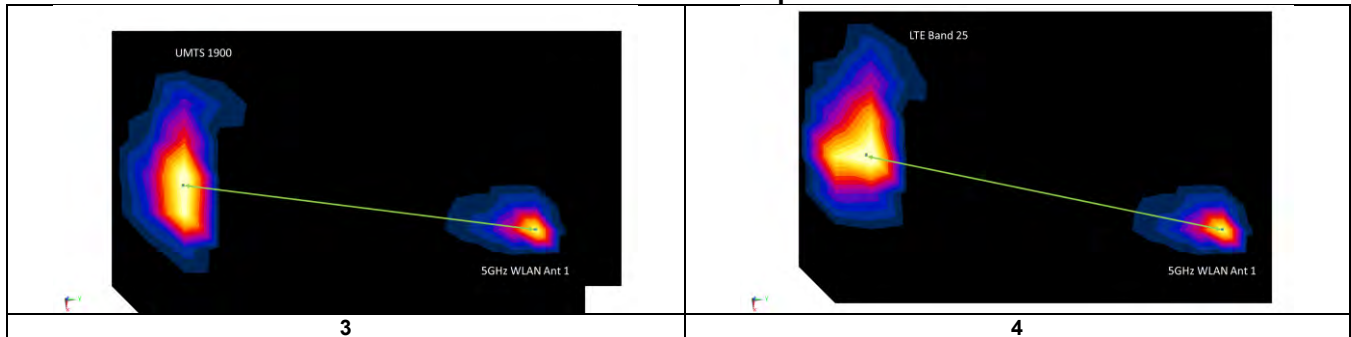 UMTS 1900
5GHz WLAN Ant 1
LTE Band 25
5GHz WLAN Ant 1
3
4